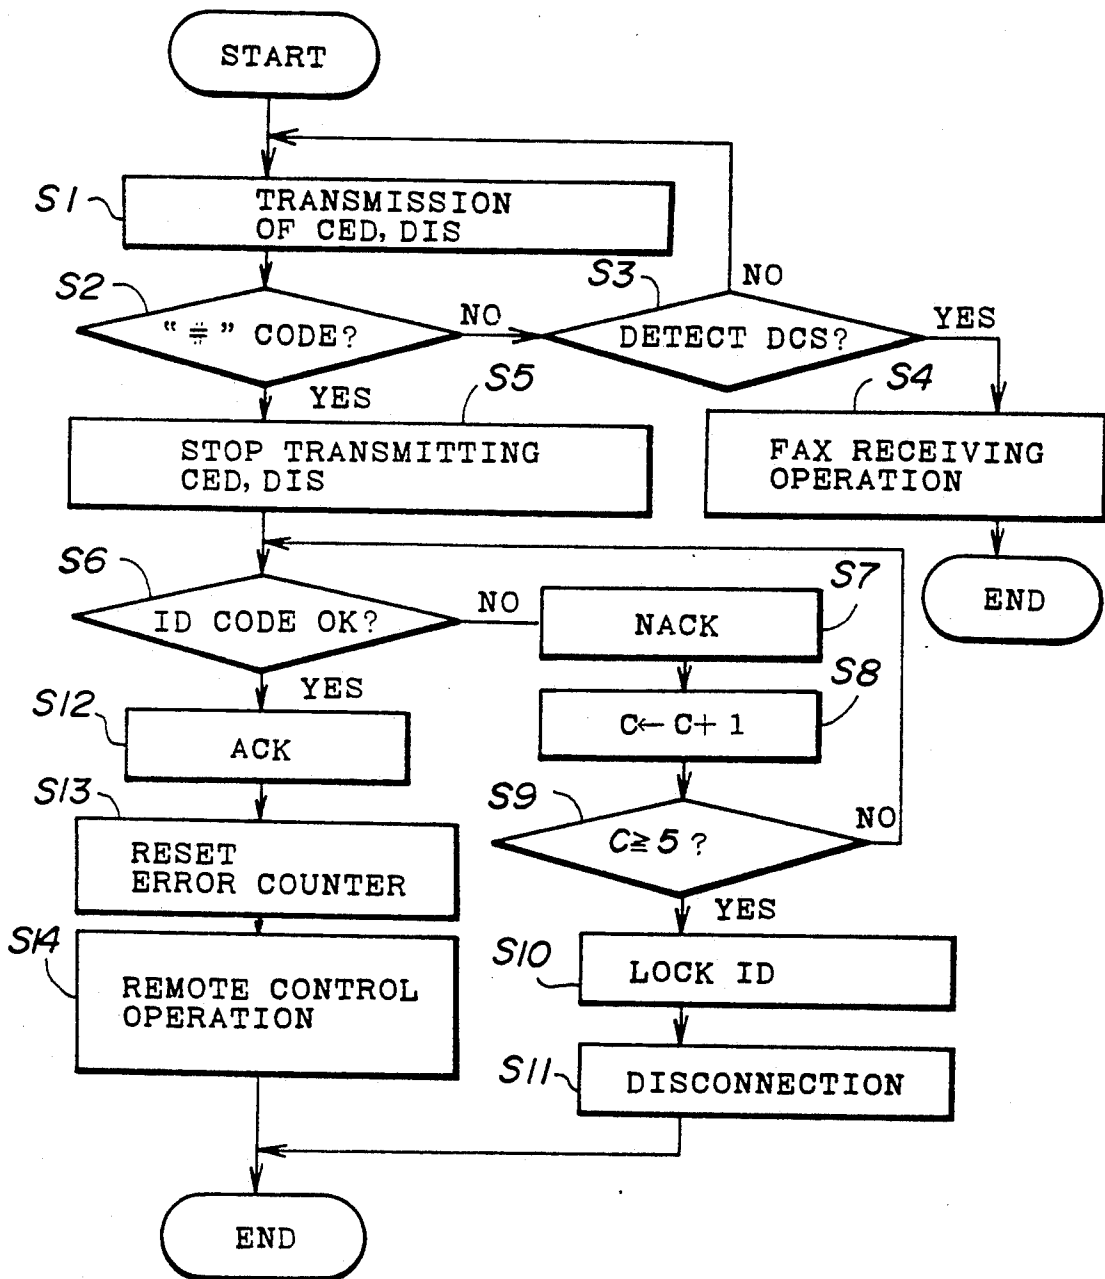 START
S1
TRANSMISSION
OF CED, DIS
S2
"#" CODE?
NO
S3
DETECT DCS?
NO
YES
S4
FAX RECEIVING
OPERATION
END
YES
S5
STOP TRANSMITTING
CED, DIS
S6
ID CODE OK?
NO
S7
NACK
S8
C←C+1
S9
C≧5?
NO
YES
S10
LOCK ID
S11
DISCONNECTION
YES
S12
ACK
S13
RESET
ERROR COUNTER
S14
REMOTE CONTROL
OPERATION
END